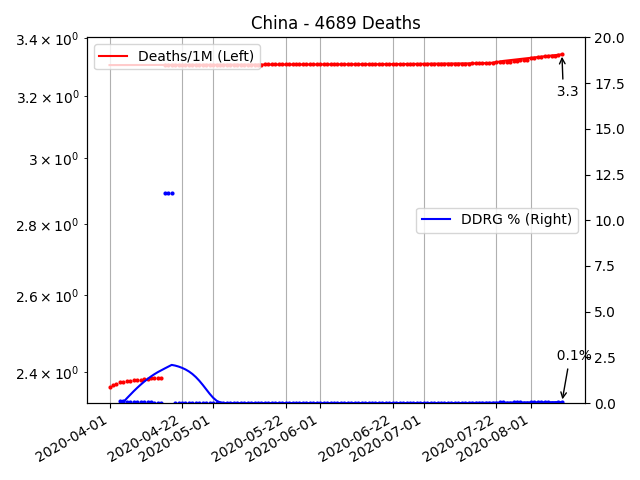 China - 4689 Deaths
3.4 × 10⁰
3.2 × 10⁰
3 × 10⁰
2.8 × 10⁰
2.6 × 10⁰
2.4 × 10⁰
Deaths/1M (Left)
DDRG % (Right)
3.3
0.1%
20.0
17.5
15.0
12.5
10.0
7.5
5.0
2.5
0.0
2020-04-01
2020-04-22
2020-05-01
2020-05-22
2020-06-01
2020-06-22
2020-07-01
2020-07-22
2020-08-01